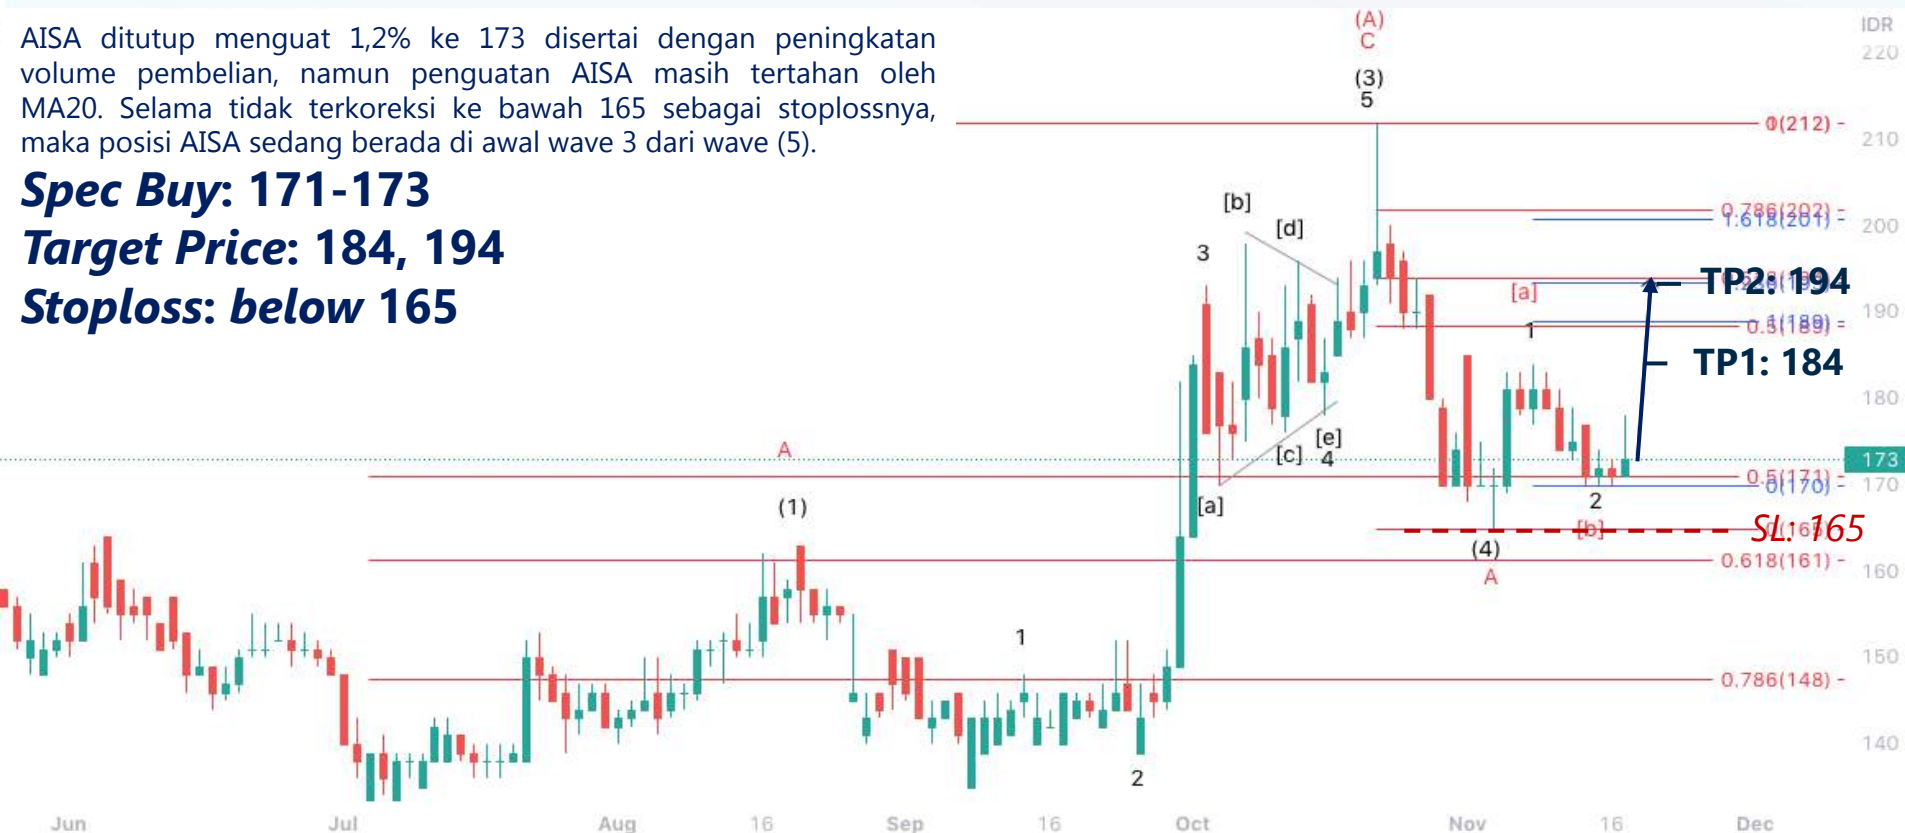 AISA ditutup menguat 1,2% ke 173 disertai dengan peningkatan
volume pembelian, namun penguatan AISA masih tertahan oleh
MA20. Selama tidak terkoreksi ke bawah 165 sebagai stoplossnya,
maka posisi AISA sedang berada di awal wave 3 dari wave (5).
Spec Buy: 171-173
Target Price: 184, 194
Stoploss: below 165
(A)
C
(3)
5
IDR
220
(212)
210
0.786(202)
1.618(201)
200
[b]
[d]
3
TP2: 194
[a]
190
1(189)
0.5(189)
1
TP1: 184
180
A
[e]
[c]
4
173
0.5(171)
0(170)
170
(1)
[a]
2
SL: 165
[b]
(4)
0.618(161)
160
A
1
150
0.786(148)
140
2
Jun
Jul
Aug
16
Sep
16
Oct
Nov
16
Dec